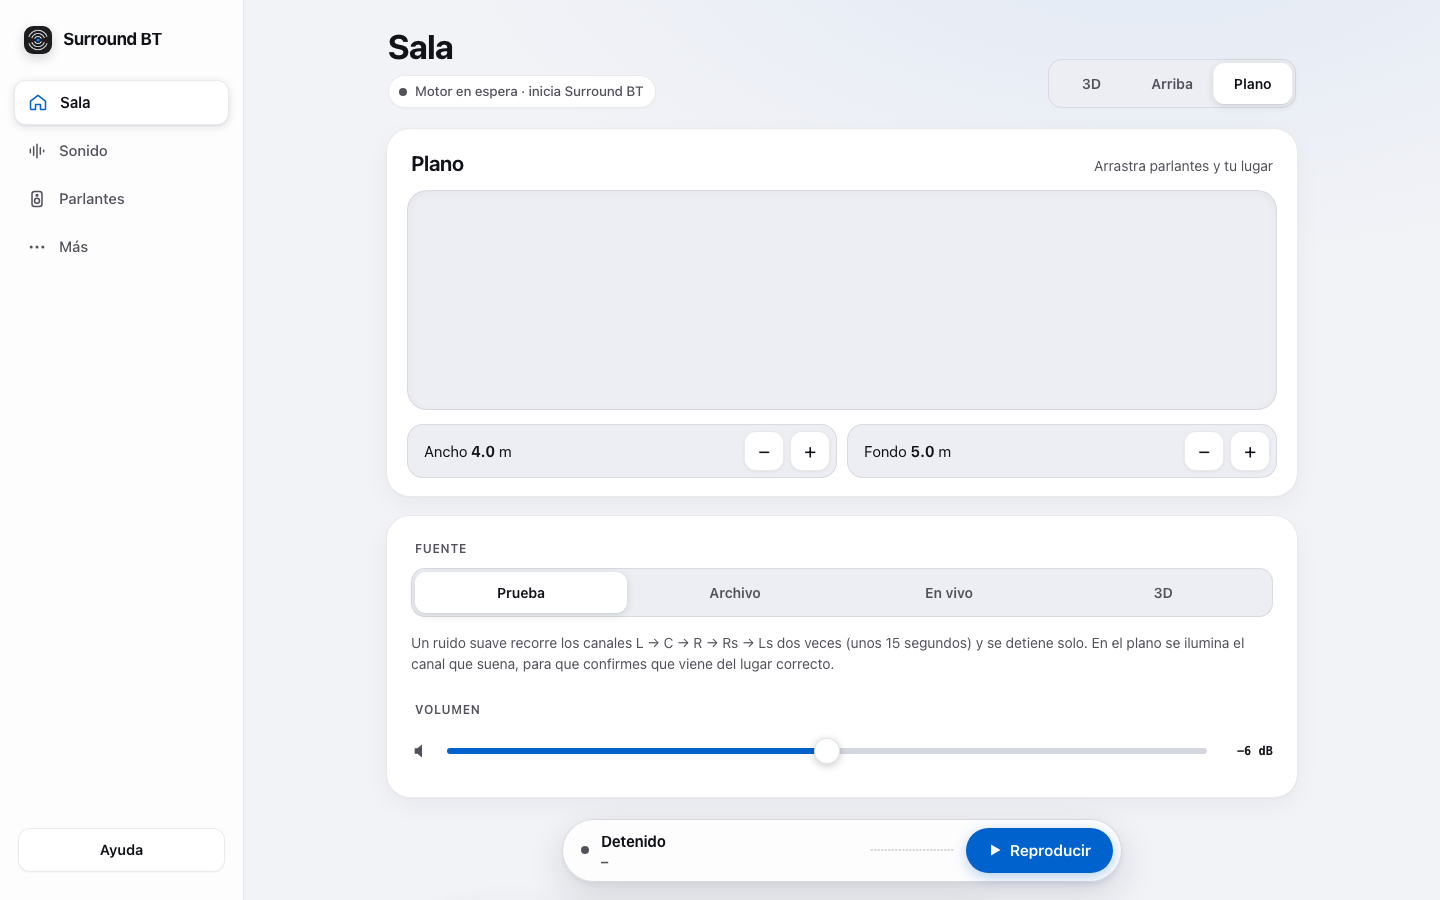 Surround BT
Sala
Sonido
Parlantes
Más
Ayuda
Sala
Motor en espera · inicia Surround BT
3D
Arriba
Plano
Plano
Arrastra parlantes y tu lugar
Ancho 4.0 m
−
+
Fondo 5.0 m
−
+
FUENTE
Prueba
Archivo
En vivo
3D
Un ruido suave recorre los canales L → C → R → Rs → Ls dos veces (unos 15 segundos) y se detiene solo. En el plano se ilumina el
canal que suena, para que confirmes que viene del lugar correcto.
VOLUMEN
−6 dB
Detenido
–
Reproducir